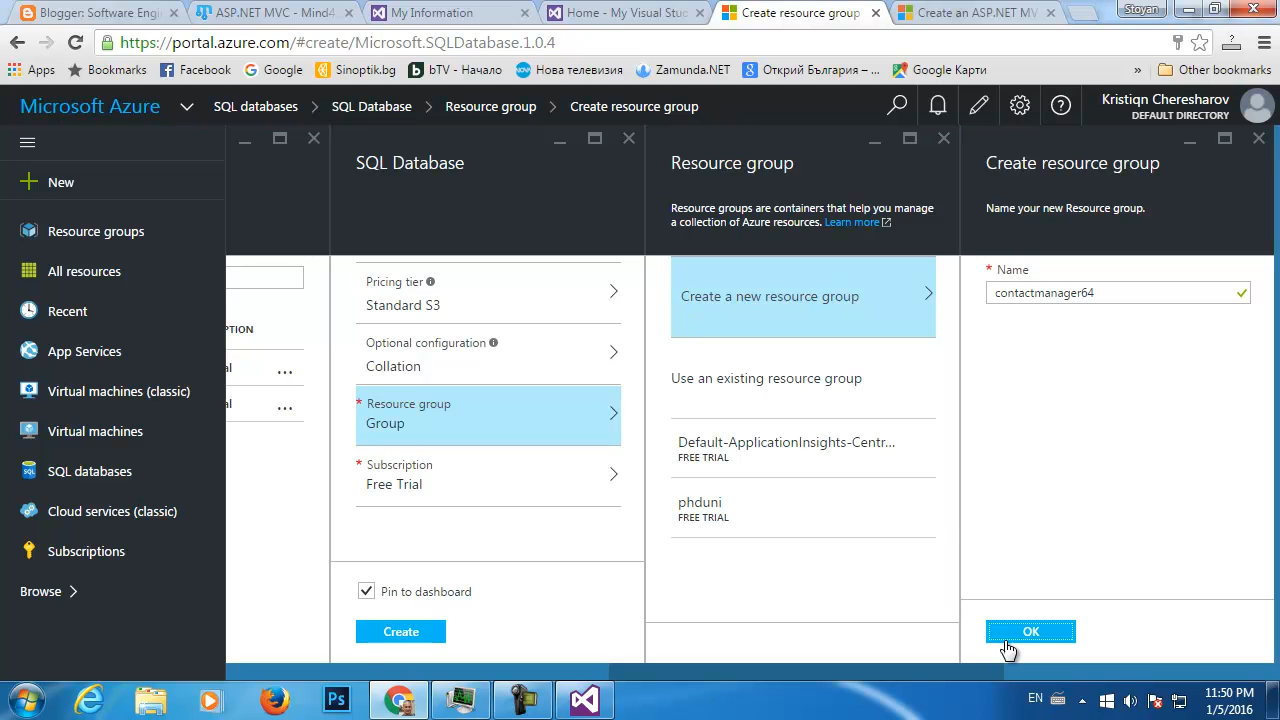 Blogger: Software Engi
ASP.NET MVC - Mind4
My Information
Home - My Visual Studi
Create resource group
Create an ASP.NET MV
Stoyan
https://portal.azure.com/#create/Microsoft.SQLDatabase.1.0.4
Apps
Bookmarks
Facebook
Google
Sinoptik.bg
bTV - Начало
Нова телевизия
Zamunda.NET
Открий България – ...
Google Карти
»
Other bookmarks
Microsoft Azure
SQL databases
SQL Database
Resource group
Create resource group
Kristiqn Cheresharov
DEFAULT DIRECTORY
New
Resource groups
All resources
Recent
App Services
Virtual machines (classic)
Virtual machines
SQL databases
Cloud services (classic)
Subscriptions
Browse
PTION
al
...
al
...
SQL Database
Pricing tier
Standard S3
Optional configuration
Collation
* Resource group
Group
* Subscription
Free Trial
Pin to dashboard
Create
Resource group
Resource groups are containers that help you manage
a collection of Azure resources. Learn more
Create a new resource group
Use an existing resource group
Default-ApplicationInsights-Centr...
FREE TRIAL
phduni
FREE TRIAL
Create resource group
Name your new Resource group.
* Name
contactmanager64
OK
Ps
EN
11:50 PM
1/5/2016